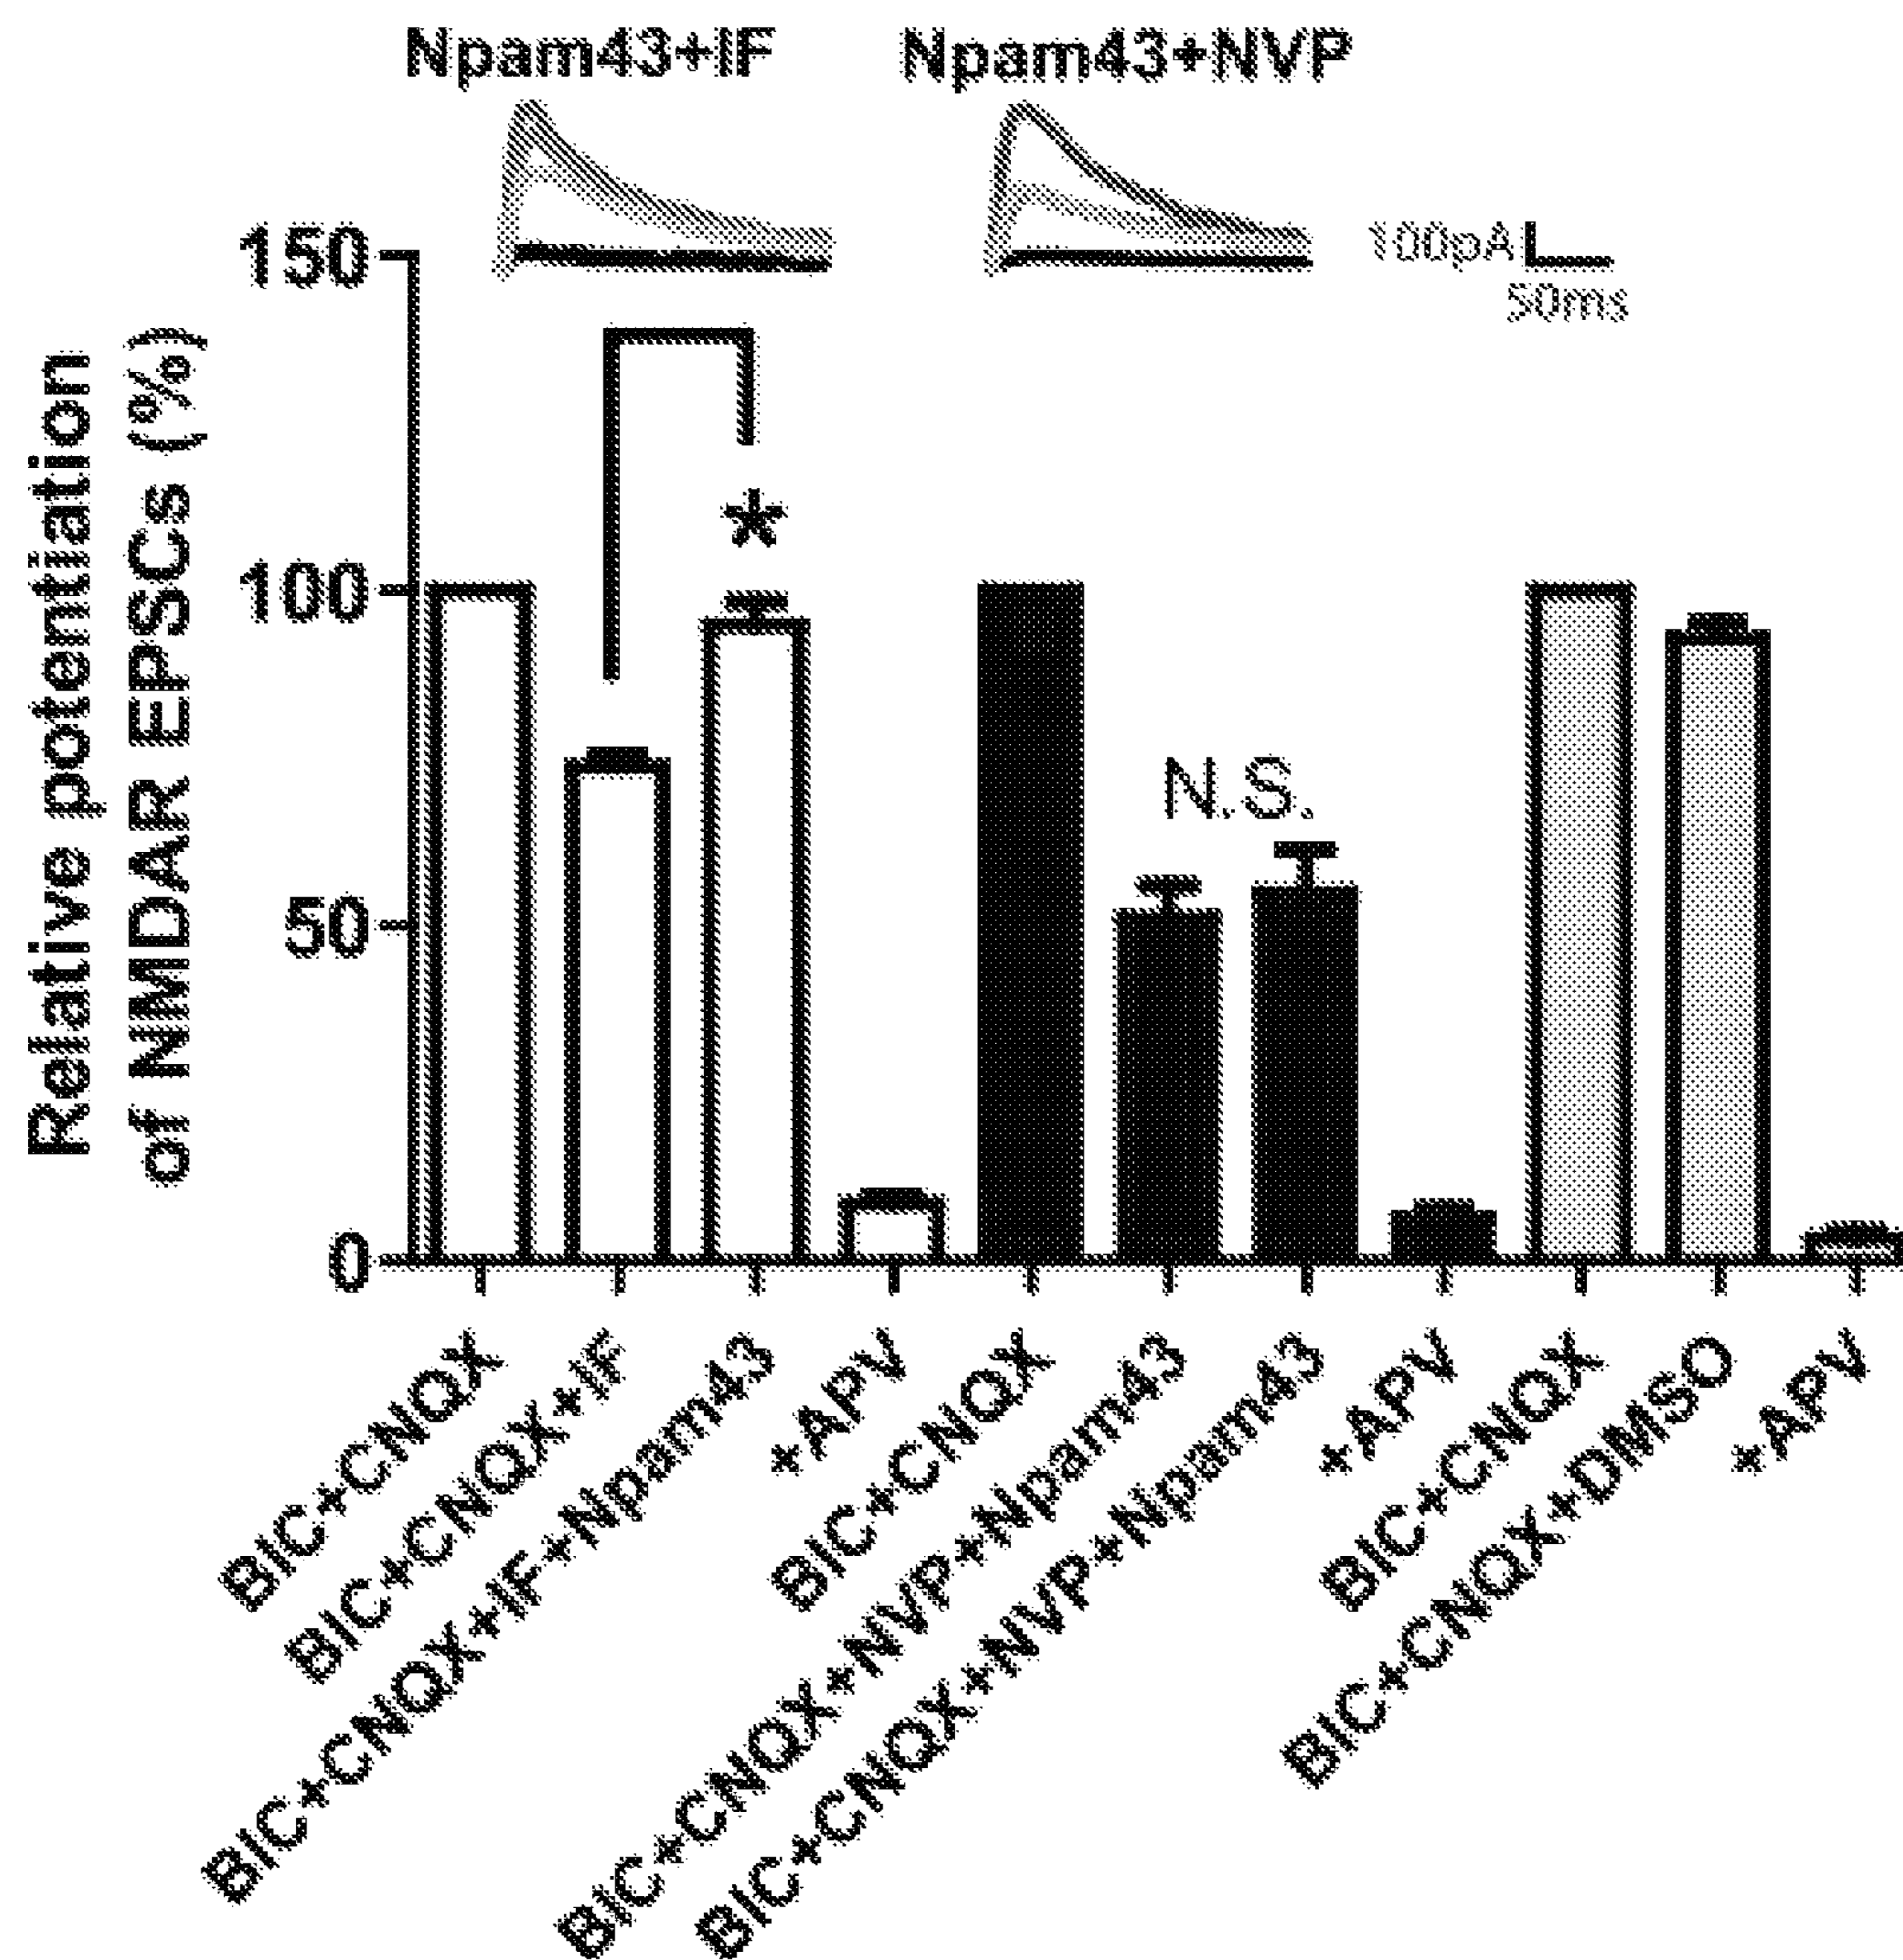 Npam43+IF
Npam43+NVP
100pA
50ms
Relative potentiation
of NMDAR EPSCs (%)
150
100
50
0
*
N.S.
BIC+CNQX
BIC+CNQX+IF
BIC+CNQX+IF+Npam43
+APV
BIC+CNQX
BIC+CNQX+NVP+Npam43
BIC+CNQX+NVP+Npam43
+APV
BIC+CNQX
BIC+CNQX+DMSO
+APV